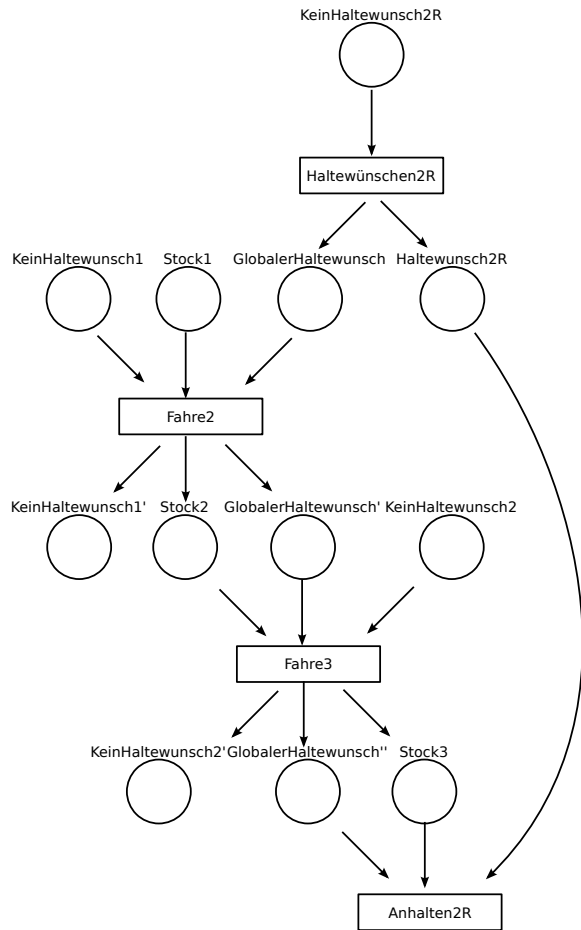 KeinHaltewunsch2R
Haltewünschen2R
KeinHaltewunsch1 Stock1 GlobalerHaltewunsch Haltewunsch2R
Fahre2
KeinHaltewunsch1' Stock2 GlobalerHaltewunsch' KeinHaltewunsch2
Fahre3
KeinHaltewunsch2' GlobalerHaltewunsch'' Stock3
Anhalten2R